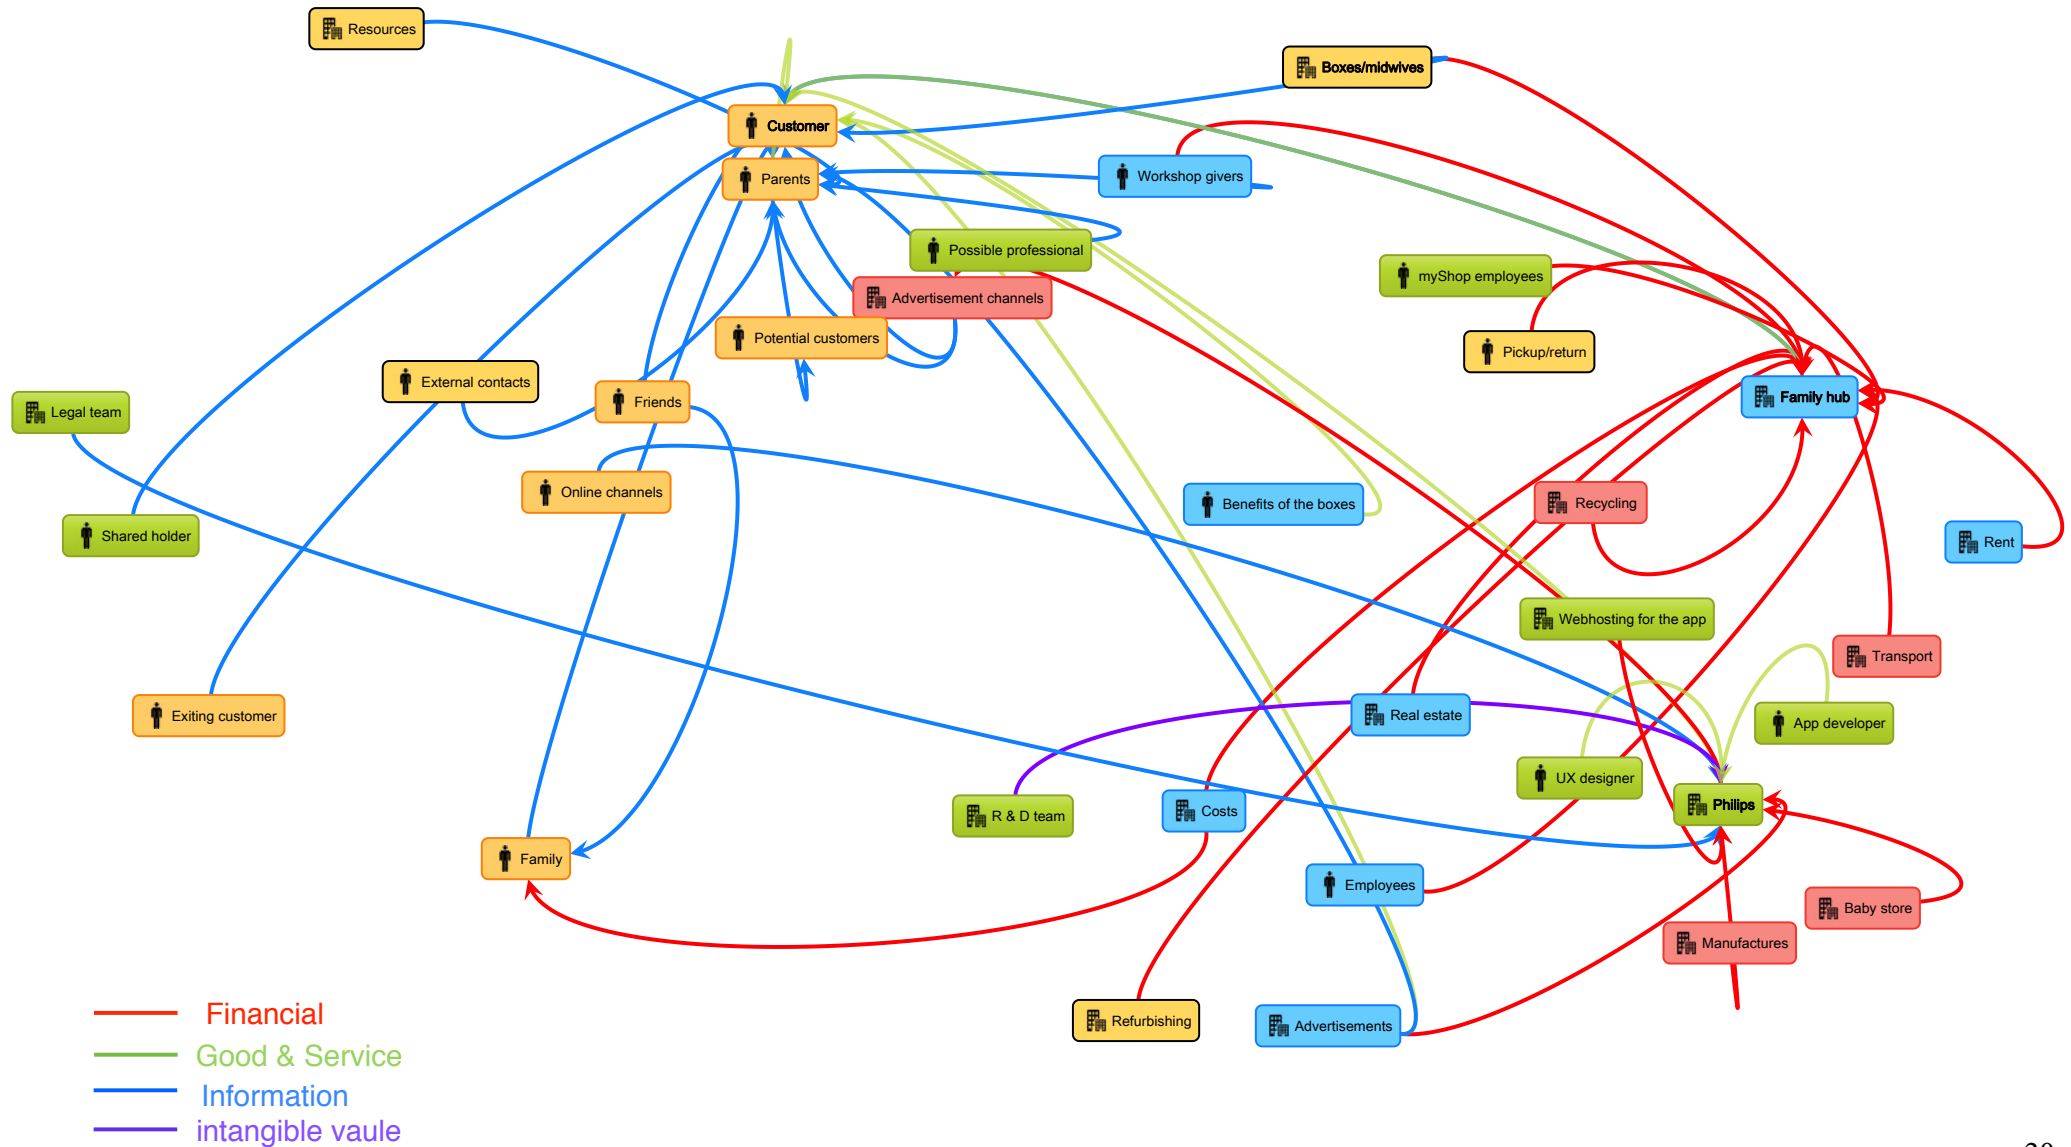 Resources
Boxes/midwives
Customer
Parents
Workshop givers
Possible professional
myShop employees
Advertisement channels
Potential customers
Pickup/return
External contacts
Friends
Family hub
Legal team
Online channels
Benefits of the boxes
Recycling
Shared holder
Rent
Webhosting for the app
Transport
Exiting customer
Real estate
App developer
UX designer
Philips
R & D team
Costs
Family
Employees
Baby store
Manufactures
Refurbishing
Advertisements
Financial
Good & Service
Information
intangible vaule